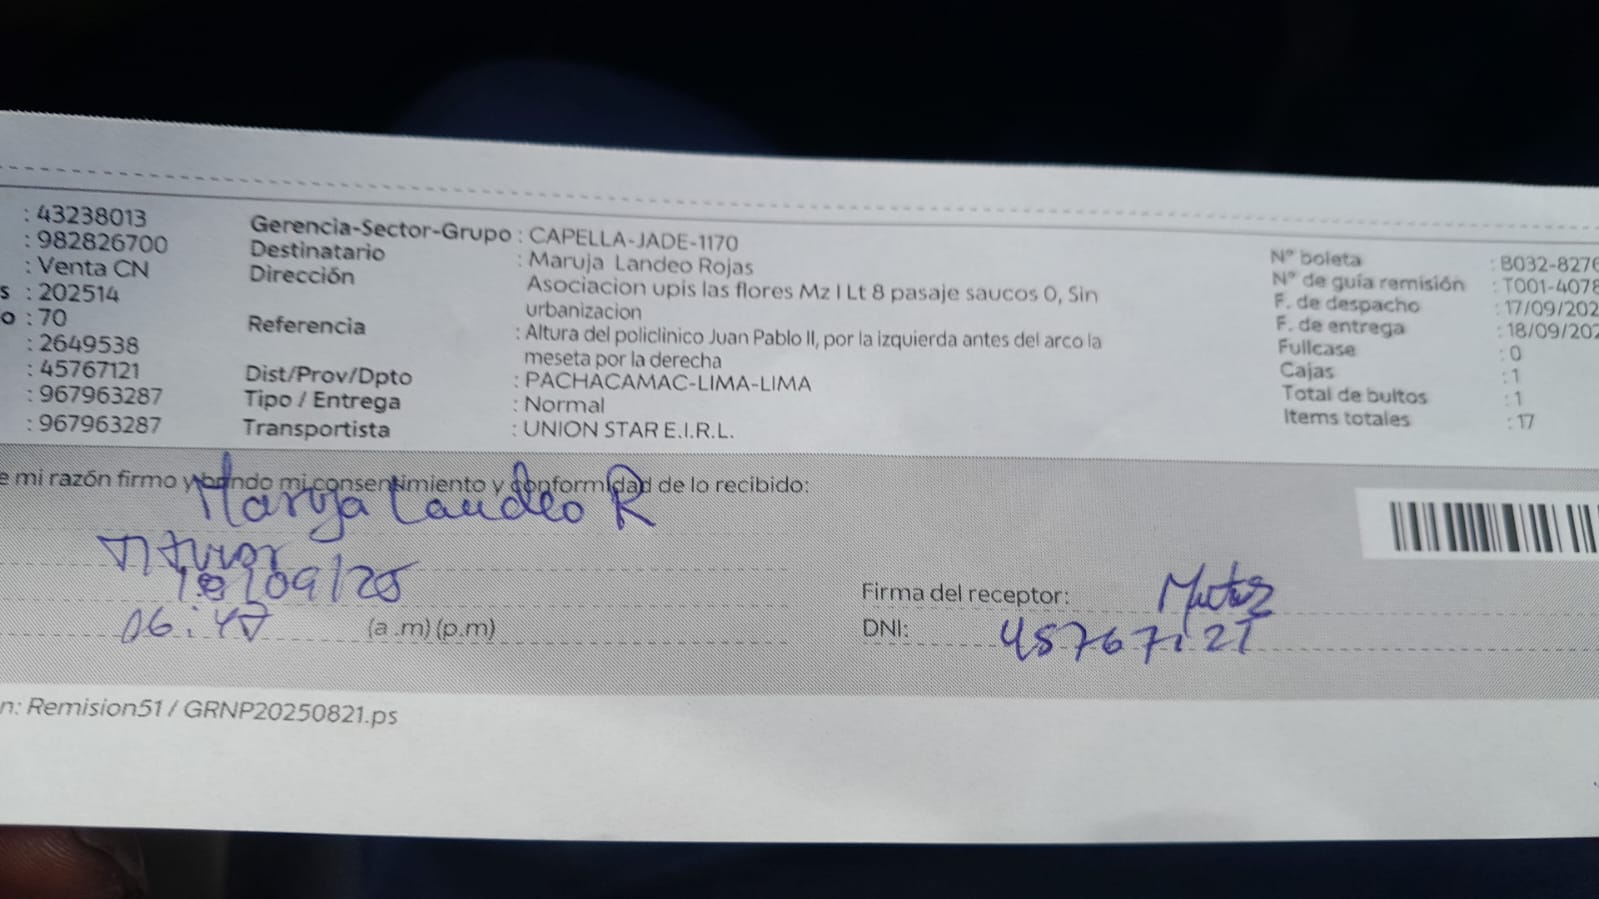 : 43238013
: 982826700
: Venta CN
s : 202514
o : 70
: 2649538
: 45767121
: 967963287
: 967963287
Gerencia-Sector-Grupo : CAPELLA-JADE-1170
Destinatario : Maruja Landeo Rojas
Dirección Asociacion upis las flores Mz I Lt 8 pasaje saucos 0, Sin
urbanizacion
Referencia : Altura del policlinico Juan Pablo II, por la izquierda antes del arco la
meseta por la derecha
Dist/Prov/Dpto : PACHACAMAC-LIMA-LIMA
Tipo / Entrega : Normal
Transportista : UNION STAR E.I.R.L.
N° boleta : B032-8276
N° de guía remisión : T001-4078
F. de despacho : 17/09/202
F. de entrega : 18/09/202
Fullcase : 0
Cajas : 1
Total de bultos : 1
Items totales : 17
e mi razón firmo y brindo mi consentimiento y conformidad de lo recibido:
Maruja Landeo R
18/09/25
06:47 (a .m) (p.m)
Firma del receptor:
DNI: 45767121
n: Remision51 / GRNP20250821.ps